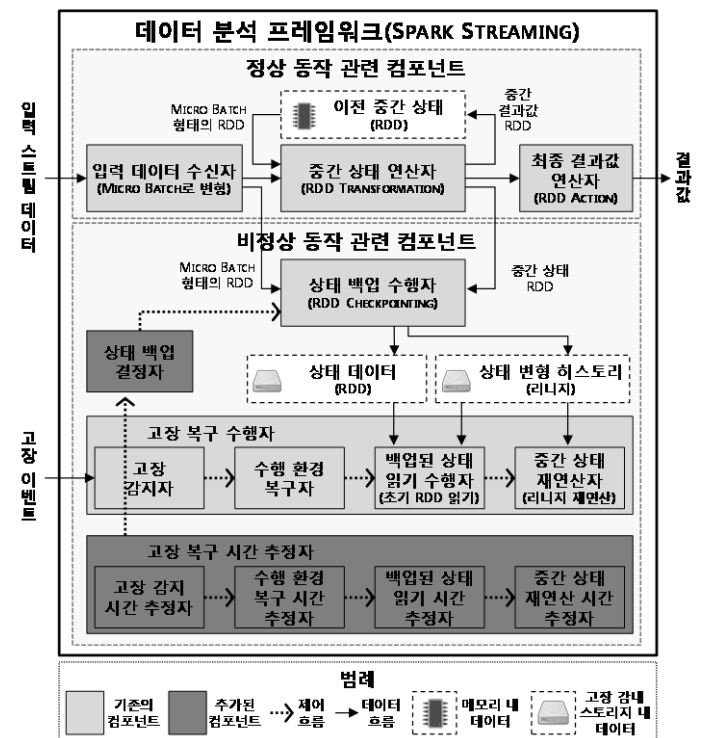 데이터 분석 프레임워크(SPARK STREAMING)
정상 동작 관련 컴포넌트
입력 스트림 데이터
MICRO BATCH
형태의 RDD
이전 중간 상태
(RDD)
중간
결과값
RDD
입력 데이터 수신자
(MICRO BATCH로 변형)
중간 상태 연산자
(RDD TRANSFORMATION)
최종 결과값
연산자
(RDD ACTION)
결과값
비정상 동작 관련 컴포넌트
MICRO BATCH
형태의 RDD
상태 백업 수행자
(RDD CHECKPOINTING)
중간 상태
RDD
상태 백업
결정자
상태 데이터
(RDD)
상태 변형 히스토리
(리니지)
고장 이벤트
고장 복구 수행자
고장
감지자
수행 환경
복구자
백업된 상태
읽기 수행자
(초기 RDD 읽기)
중간 상태
재연산자
(리니지 재연산)
고장 복구 시간 추정자
고장 감지
시간 추정자
수행 환경
복구 시간
추정자
백업된 상태
읽기 시간
추정자
중간 상태
재연산 시간
추정자
범례
기존의
컴포넌트
추가된
컴포넌트
제어
흐름
데이터
흐름
메모리 내
데이터
고장 감내
스토리지 내
데이터